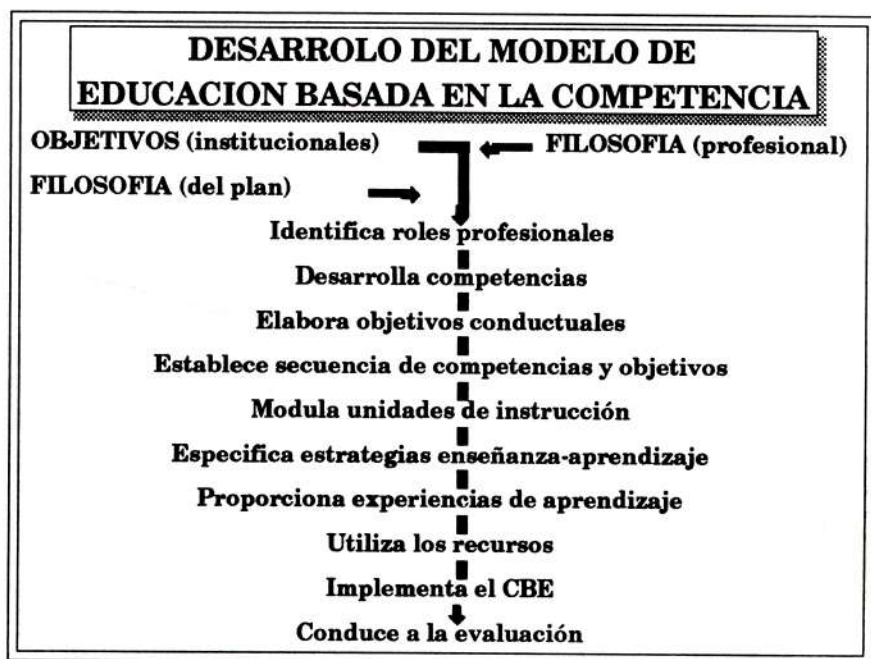 DESARROLO DEL MODELO DE
EDUCACION BASADA EN LA COMPETENCIA
OBJETIVOS (institucionales)
FILOSOFIA (profesional)
FILOSOFIA (del plan)
Identifica roles profesionales
Desarrolla competencias
Elabora objetivos conductuales
Establece secuencia de competencias y objetivos
Modula unidades de instrucción
Especifica estrategias enseñanza-aprendizaje
Proporciona experiencias de aprendizaje
Utiliza los recursos
Implementa el CBE
Conduce a la evaluación